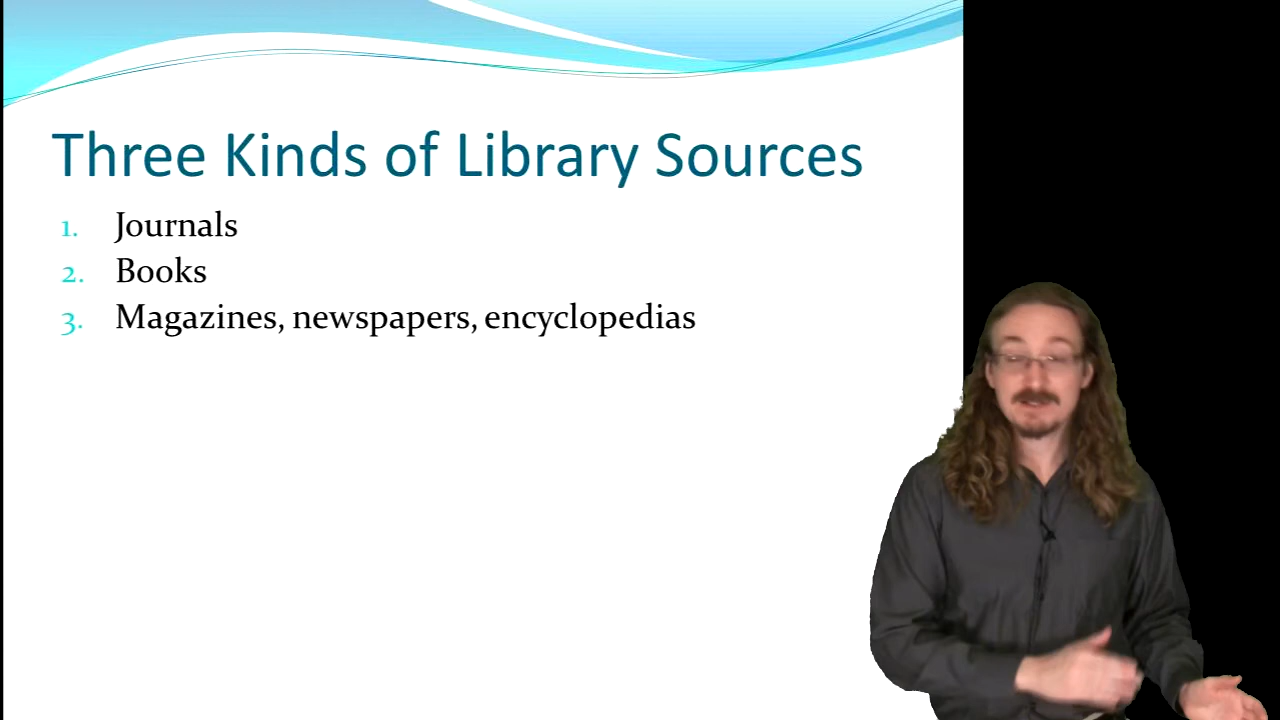 Three Kinds of Library Sources
1. Journals
2. Books
3. Magazines, newspapers, encyclopedias